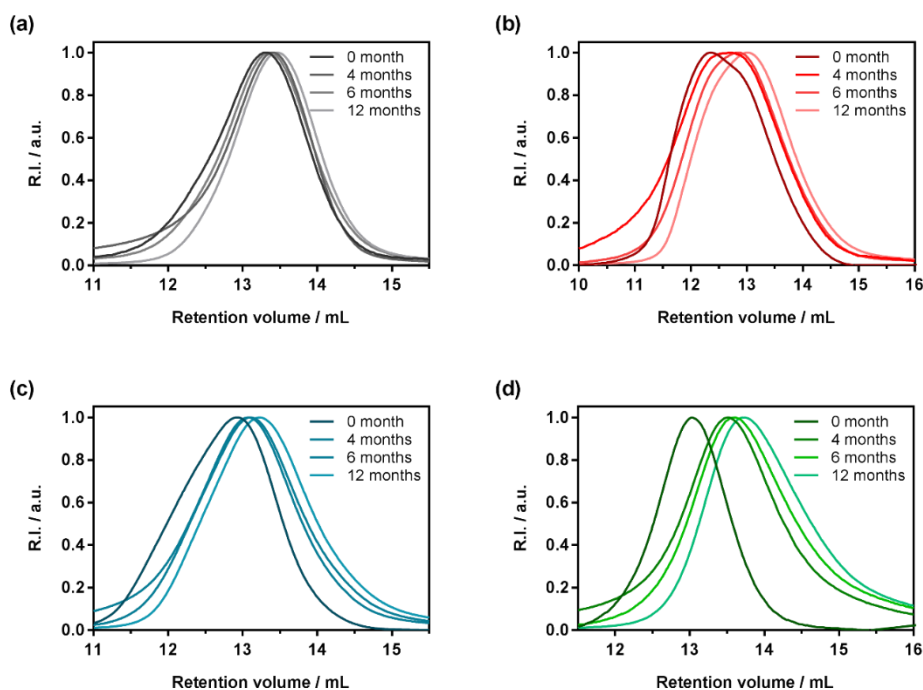 (a)
R.I. / a.u.
1.0
0.8
0.6
0.4
0.2
0.0
0 month
4 months
6 months
12 months
11 12 13 14 15
Retention volume / mL
(b)
R.I. / a.u.
1.0
0.8
0.6
0.4
0.2
0.0
0 month
4 months
6 months
12 months
10 11 12 13 14 15 16
Retention volume / mL
(c)
R.I. / a.u.
1.0
0.8
0.6
0.4
0.2
0.0
0 month
4 months
6 months
12 months
11 12 13 14 15
Retention volume / mL
(d)
R.I. / a.u.
1.0
0.8
0.6
0.4
0.2
0.0
0 month
4 months
6 months
12 months
12 13 14 15 16
Retention volume / mL